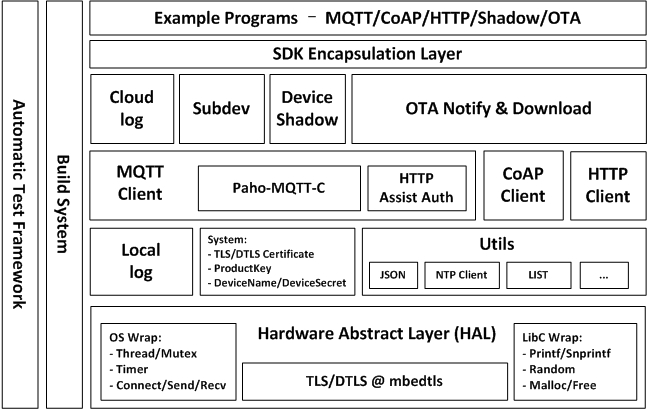 Automatic Test Framework
Build System
Example Programs – MQTT/CoAP/HTTP/Shadow/OTA
SDK Encapsulation Layer
Cloud
log
Subdev
Device
Shadow
OTA Notify & Download
MQTT
Client
Paho-MQTT-C
HTTP
Assist Auth
CoAP
Client
HTTP
Client
Local
log
System:
- TLS/DTLS Certificate
- ProductKey
- DeviceName/DeviceSecret
Utils
JSON
NTP Client
LIST
...
OS Wrap:
- Thread/Mutex
- Timer
- Connect/Send/Recv
Hardware Abstract Layer (HAL)
TLS/DTLS @ mbedtls
LibC Wrap:
- Printf/Snprintf
- Random
- Malloc/Free